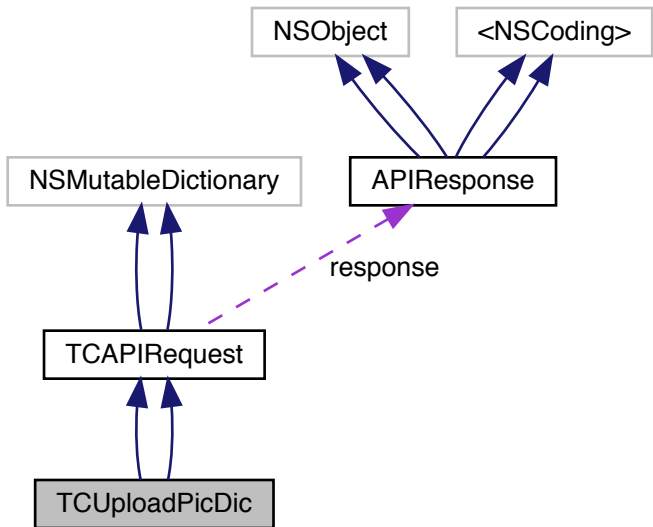 NSObject
<NSCoding>
NSMutableDictionary
APIResponse
response
TCAPIRequest
TCUploadPicDic